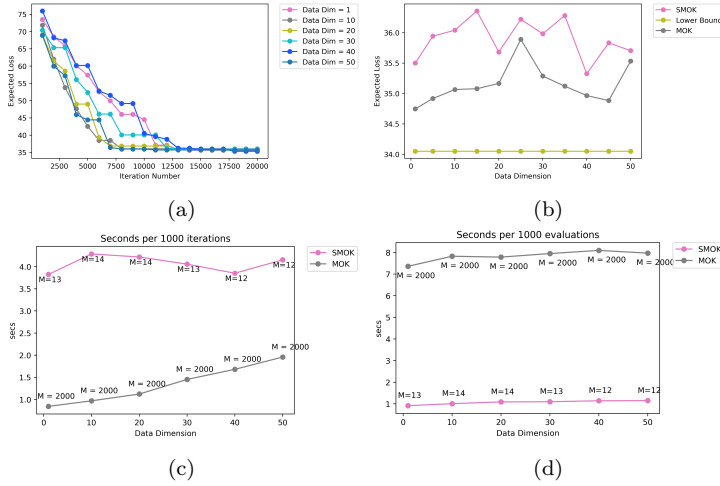 75
70
65
60
55
50
45
40
35
Expected Loss
2500 5000 7500 10000 12500 15000 17500 20000
Iteration Number
Data Dim = 1
Data Dim = 10
Data Dim = 20
Data Dim = 30
Data Dim = 40
Data Dim = 50
(a)
36.0
35.5
35.0
34.5
34.0
Expected Loss
0 10 20 30 40 50
Data Dimension
SMOK
Lower Bound
MOK
(b)
Seconds per 1000 iterations
4.0
3.5
3.0
2.5
2.0
1.5
1.0
secs
M=13
M=14
M=14
M=13
M=12
M=12
M = 2000
M = 2000
M = 2000
M = 2000
M = 2000
M = 2000
0 10 20 30 40 50
Data Dimension
SMOK
MOK
(c)
Seconds per 1000 evaluations
8
7
6
5
4
3
2
1
secs
M = 2000
M = 2000
M = 2000
M = 2000
M = 2000
M = 2000
M=13
M=14
M=14
M=13
M=12
M=12
0 10 20 30 40 50
Data Dimension
SMOK
MOK
(d)